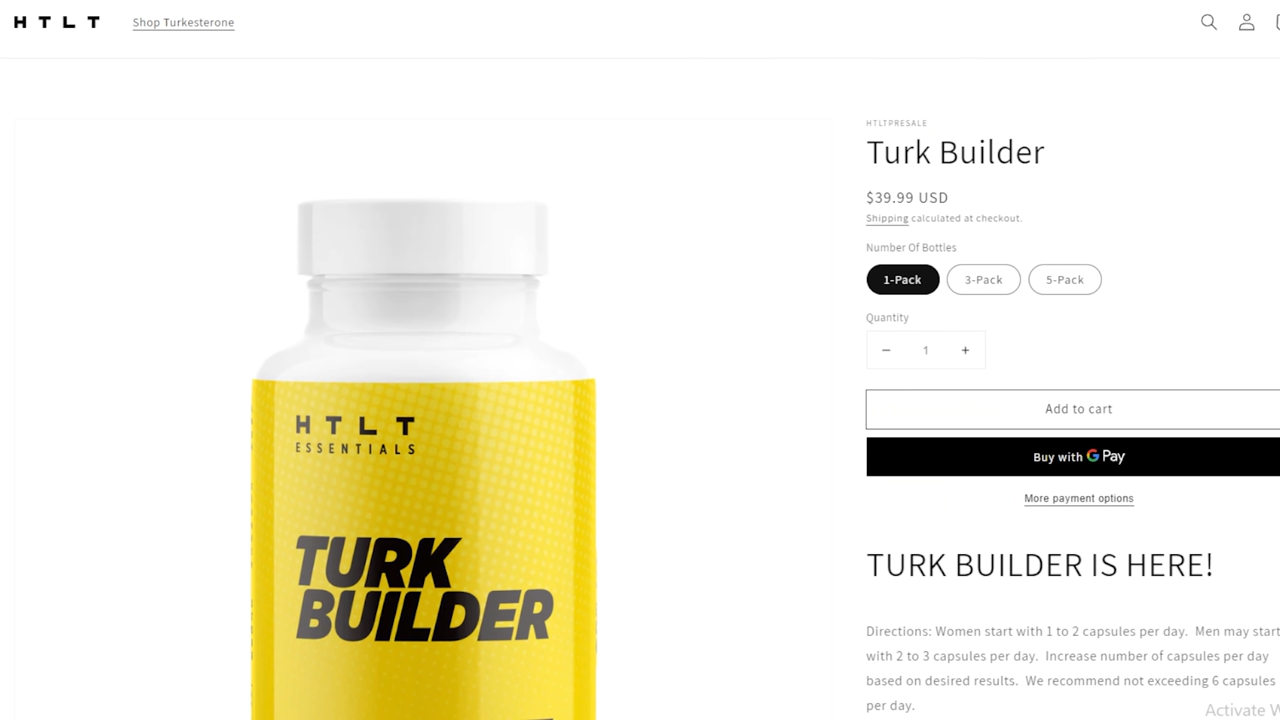 HTLT
Shop Turkesterone
HTLTPRESALE
Turk Builder
$39.99 USD
Shipping calculated at checkout.
Number Of Bottles
1-Pack 3-Pack 5-Pack
Quantity
− 1 +
Add to cart
Buy with G Pay
More payment options
TURK BUILDER IS HERE!
Directions: Women start with 1 to 2 capsules per day. Men may start
with 2 to 3 capsules per day. Increase number of capsules per day
based on desired results. We recommend not exceeding 6 capsules
per day.
Activate W
HTLT
ESSENTIALS
TURK
BUILDER